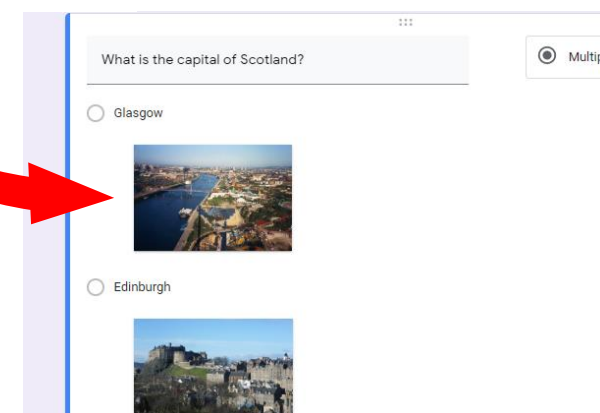 What is the capital of Scotland?
Multip
Glasgow
Edinburgh